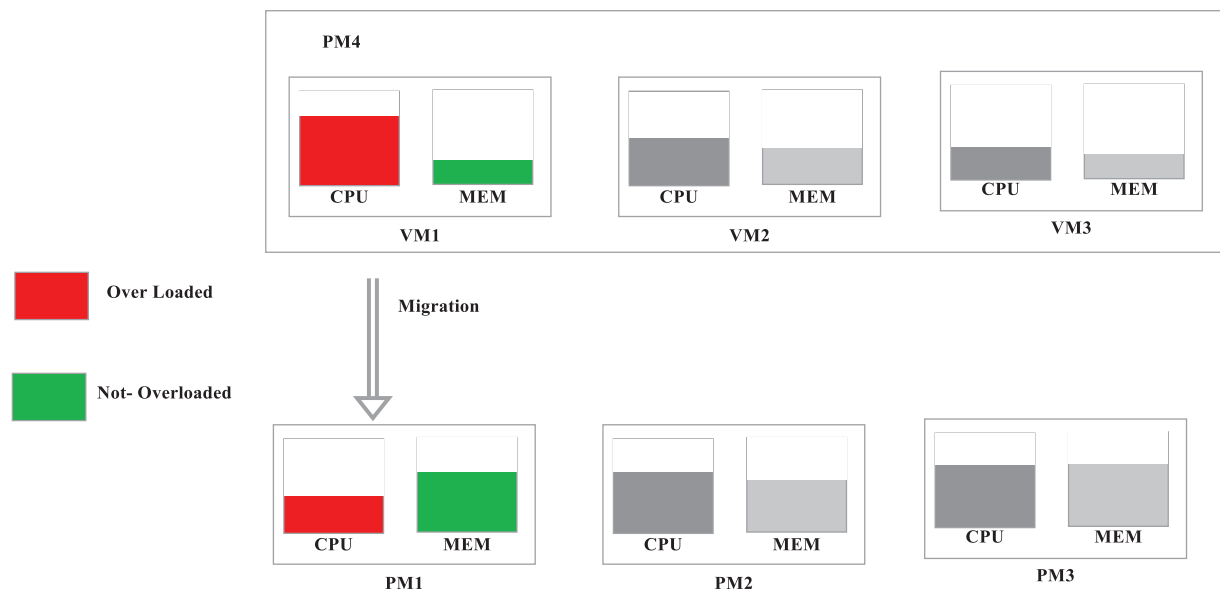 PM4
CPU
MEM
CPU
MEM
CPU
MEM
VM1
VM2
VM3
Over Loaded
Migration
Not- Overloaded
CPU
MEM
CPU
MEM
CPU
MEM
PM1
PM2
PM3